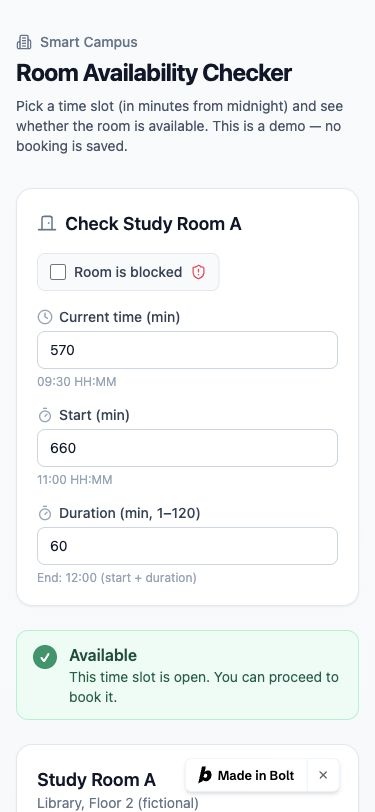 Smart Campus
Room Availability Checker
Pick a time slot (in minutes from midnight) and see
whether the room is available. This is a demo — no
booking is saved.
Check Study Room A
Room is blocked
Current time (min)
570
09:30 HH:MM
Start (min)
660
11:00 HH:MM
Duration (min, 1–120)
60
End: 12:00 (start + duration)
Available
This time slot is open. You can proceed to
book it.
Study Room A
b Made in Bolt ×
Library, Floor 2 (fictional)